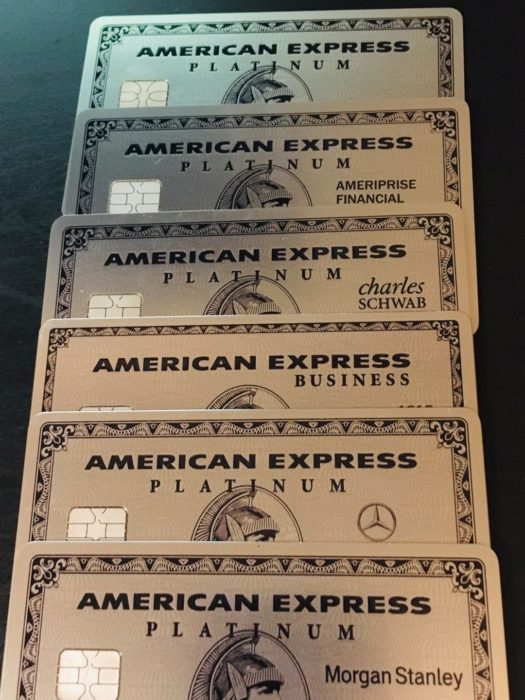 AMERICAN EXPRESS
PLATINUM
AMERICAN EXPRESS
PLATINUM
AMERIPRISE
FINANCIAL
AMERICAN EXPRESS
PLATINUM
charles
SCHWAB
AMERICAN EXPRESS
BUSINESS
AMERICAN EXPRESS
PLATINUM
AMERICAN EXPRESS
PLATINUM
Morgan Stanley